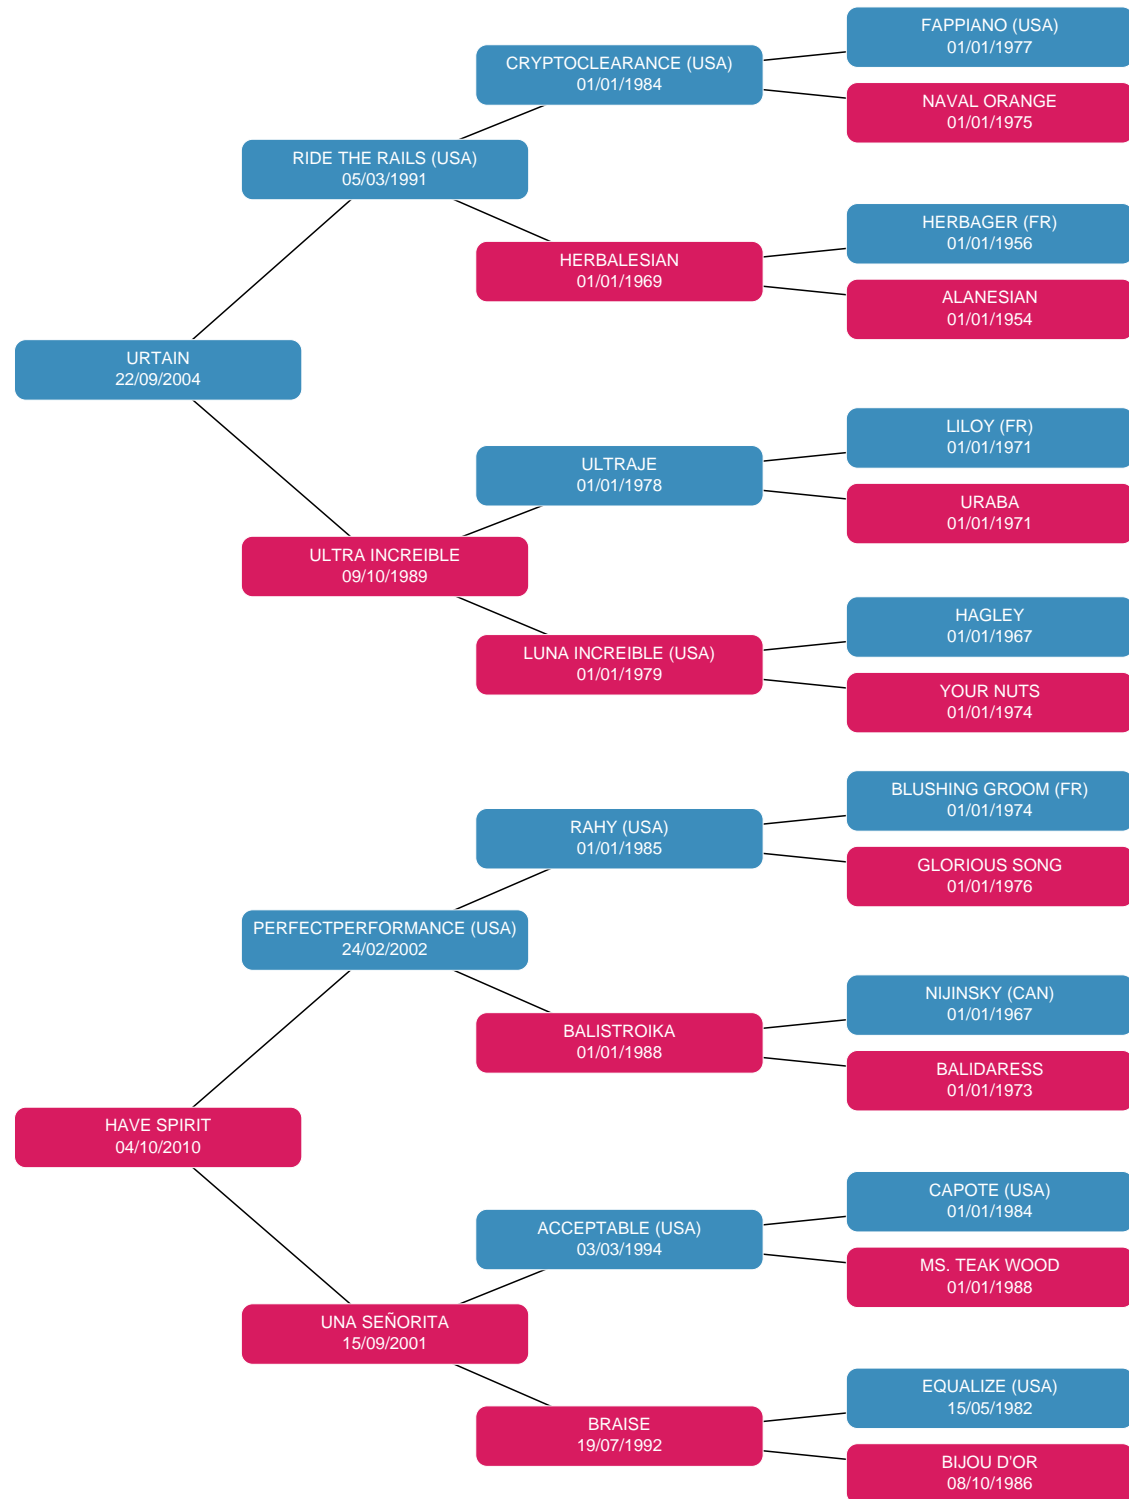 FAPPIANO (USA)
01/01/1977
CRYPTOCLEARANCE (USA)
01/01/1984
NAVAL ORANGE
01/01/1975
RIDE THE RAILS (USA)
05/03/1991
HERBAGER (FR)
01/01/1956
HERBALESIAN
01/01/1969
ALANESIAN
01/01/1954
URTAIN
22/09/2004
LILOY (FR)
01/01/1971
ULTRAJE
01/01/1978
URABA
01/01/1971
ULTRA INCREIBLE
09/10/1989
HAGLEY
01/01/1967
LUNA INCREIBLE (USA)
01/01/1979
YOUR NUTS
01/01/1974
BLUSHING GROOM (FR)
01/01/1974
RAHY (USA)
01/01/1985
GLORIOUS SONG
01/01/1976
PERFECTPERFORMANCE (USA)
24/02/2002
NIJINSKY (CAN)
01/01/1967
BALISTROIKA
01/01/1988
BALIDARESS
01/01/1973
HAVE SPIRIT
04/10/2010
CAPOTE (USA)
01/01/1984
ACCEPTABLE (USA)
03/03/1994
MS. TEAK WOOD
01/01/1988
UNA SEÑORITA
15/09/2001
EQUALIZE (USA)
15/05/1982
BRAISE
19/07/1992
BIJOU D'OR
08/10/1986